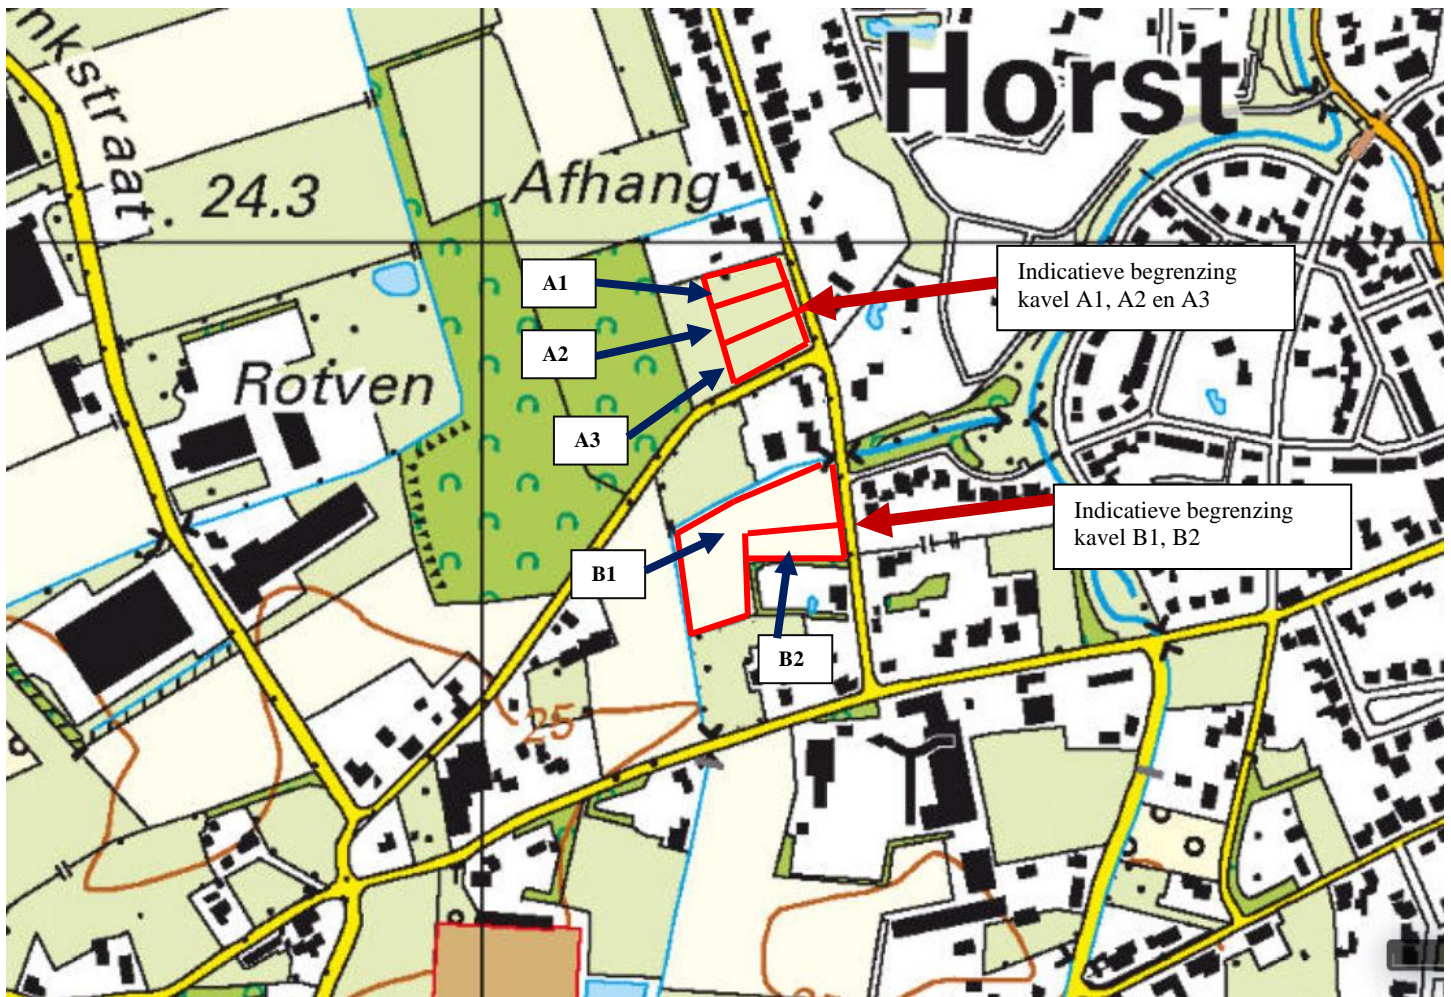 nkstraat
Horst
24.3
Afhang
A1
Indicatieve begrenzing
kavel A1, A2 en A3
A2
Rotven
A3
Indicatieve begrenzing
kavel B1, B2
B1
B2
25